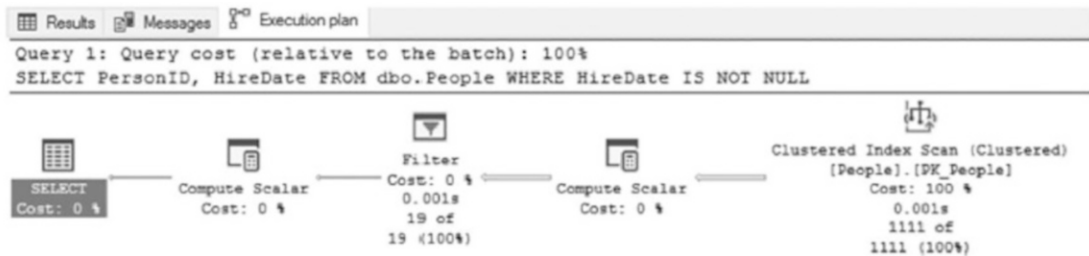 Results Messages Execution plan
Query 1: Query cost (relative to the batch): 100%
SELECT PersonID, HireDate FROM dbo.People WHERE HireDate IS NOT NULL
SELECT
Cost: 0 %
Compute Scalar
Cost: 0 %
Filter
Cost: 0 %
0.001s
19 of
19 (100%)
Compute Scalar
Cost: 0 %
Clustered Index Scan (Clustered)
[People].[PK_People]
Cost: 100 %
0.001s
1111 of
1111 (100%)